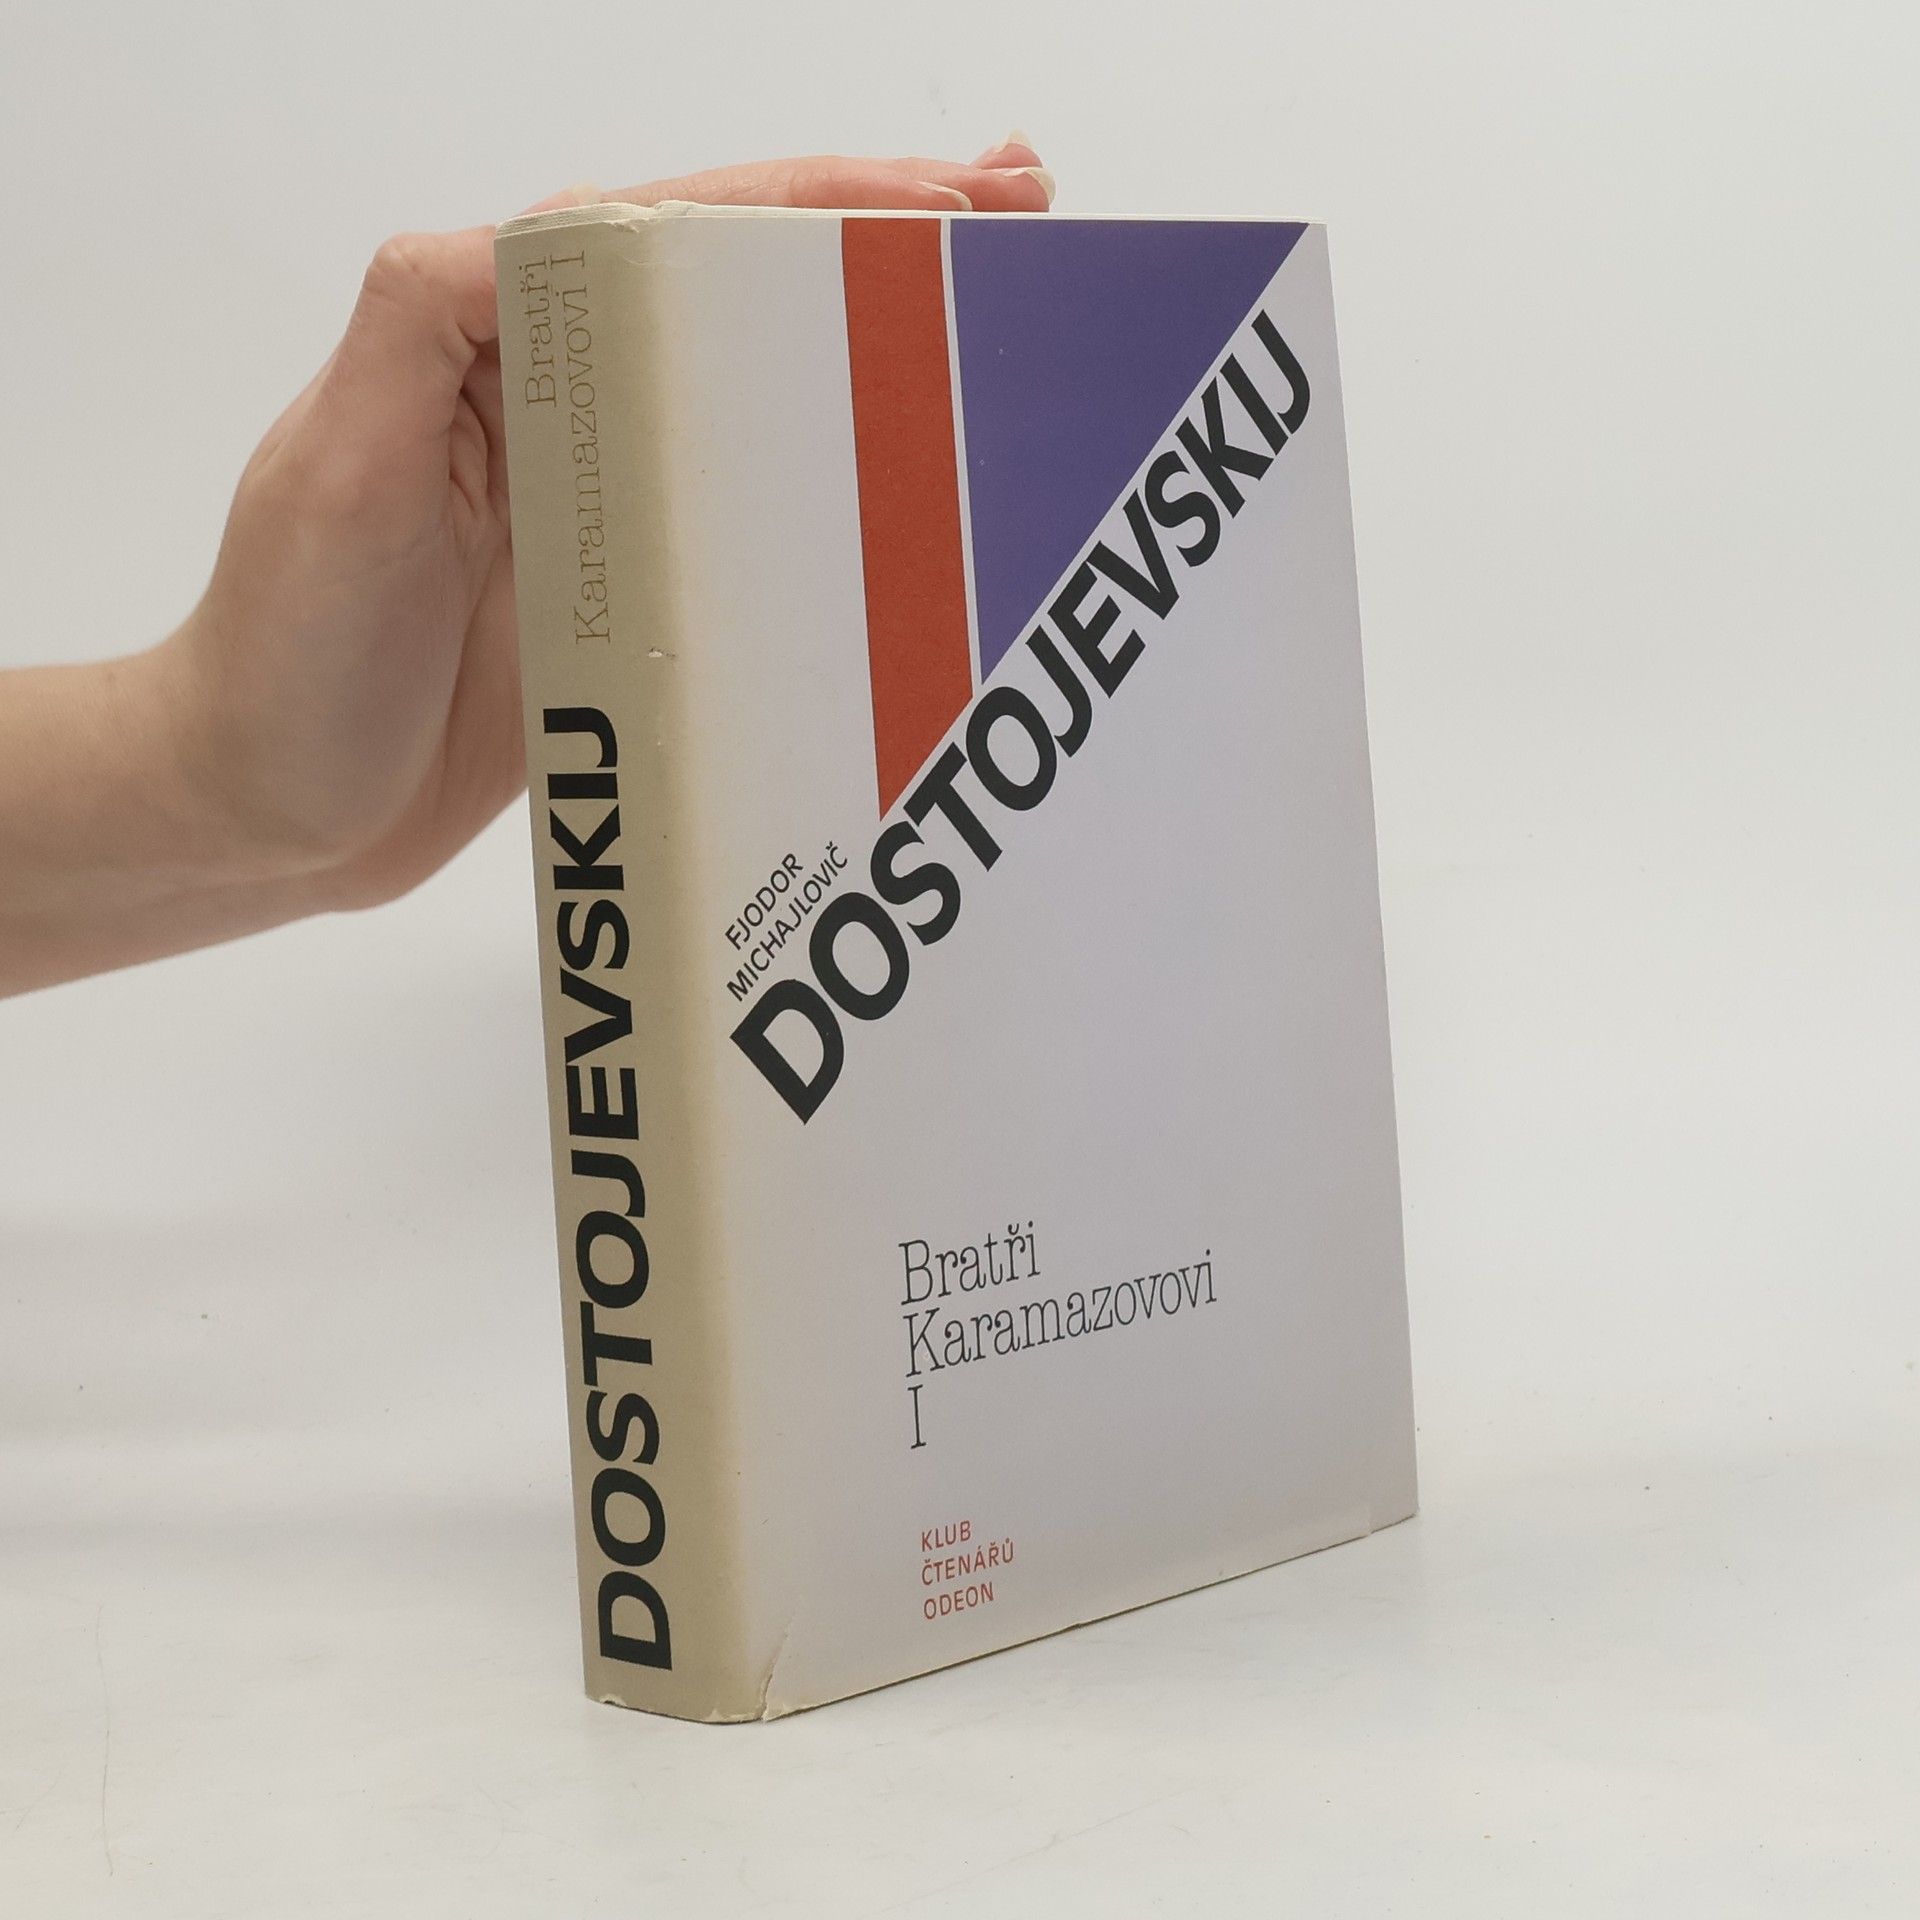 Bratři
Karamazovovi I
DOSTOJEVSKIJ
FJODOR
MICHAJLOVIČ
DOSTOJEVSKIJ
Bratři
Karamazovovi
I
KLUB
ČTENÁŘŮ
ODEON